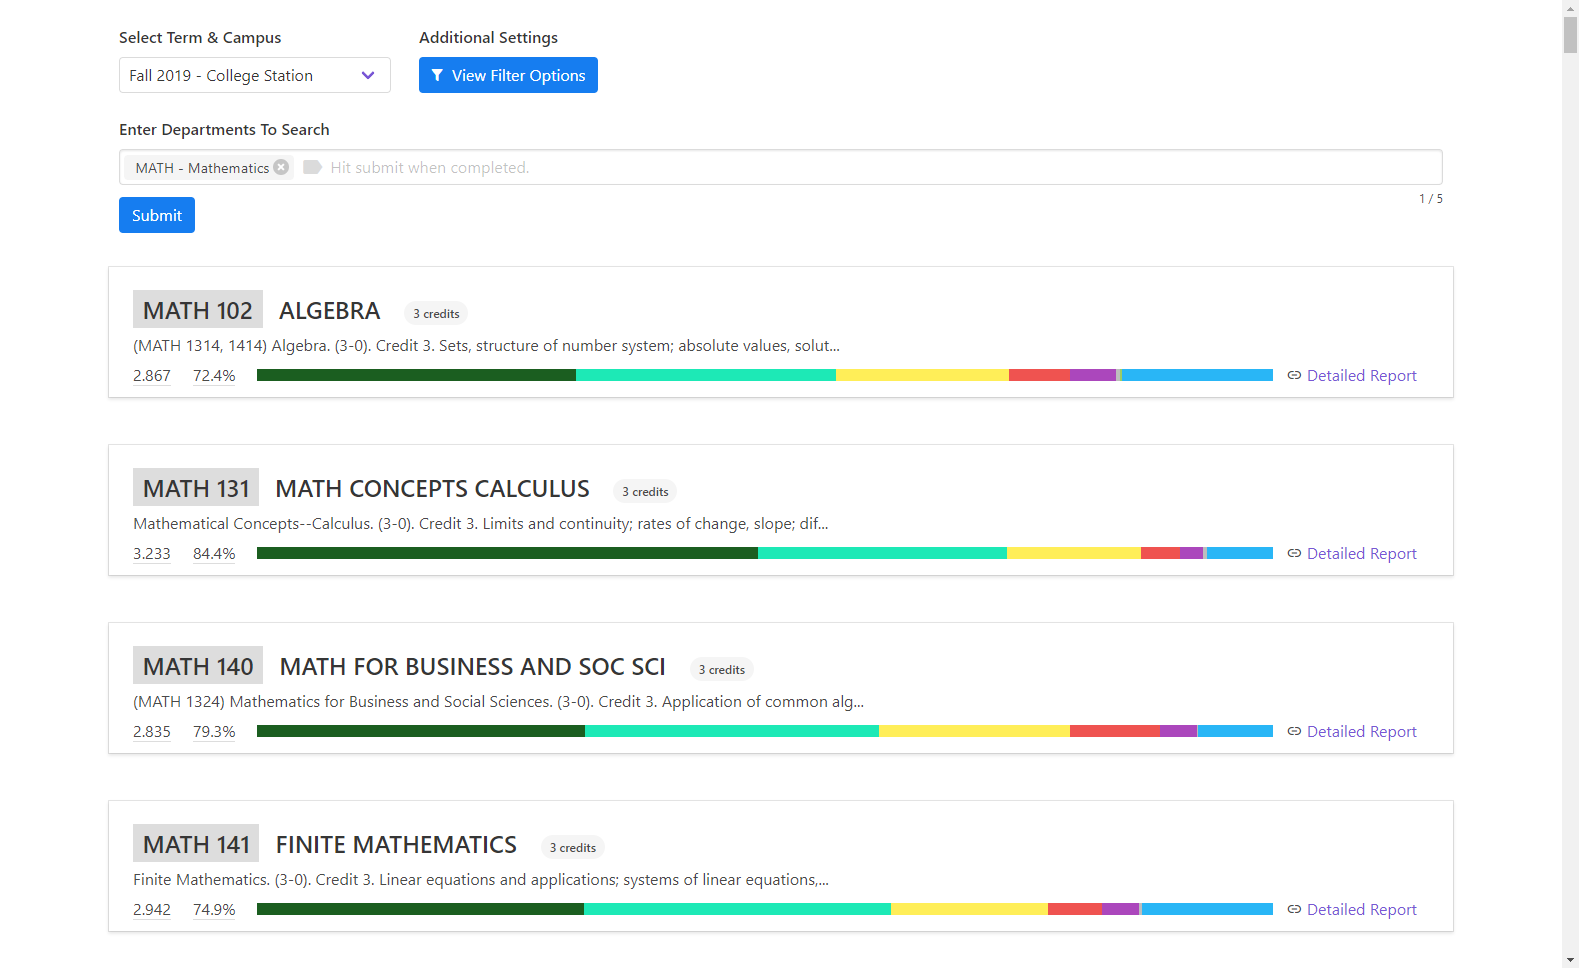 Select Term & Campus
Additional Settings
Fall 2019 - College Station
View Filter Options
Enter Departments To Search
MATH - Mathematics
Hit submit when completed.
1 / 5
Submit
MATH 102 ALGEBRA 3 credits
(MATH 1314, 1414) Algebra. (3-0). Credit 3. Sets, structure of number system; absolute values, solut...
2.867 72.4% Detailed Report
MATH 131 MATH CONCEPTS CALCULUS 3 credits
Mathematical Concepts--Calculus. (3-0). Credit 3. Limits and continuity; rates of change, slope; dif...
3.233 84.4% Detailed Report
MATH 140 MATH FOR BUSINESS AND SOC SCI 3 credits
(MATH 1324) Mathematics for Business and Social Sciences. (3-0). Credit 3. Application of common alg...
2.835 79.3% Detailed Report
MATH 141 FINITE MATHEMATICS 3 credits
Finite Mathematics. (3-0). Credit 3. Linear equations and applications; systems of linear equations,...
2.942 74.9% Detailed Report